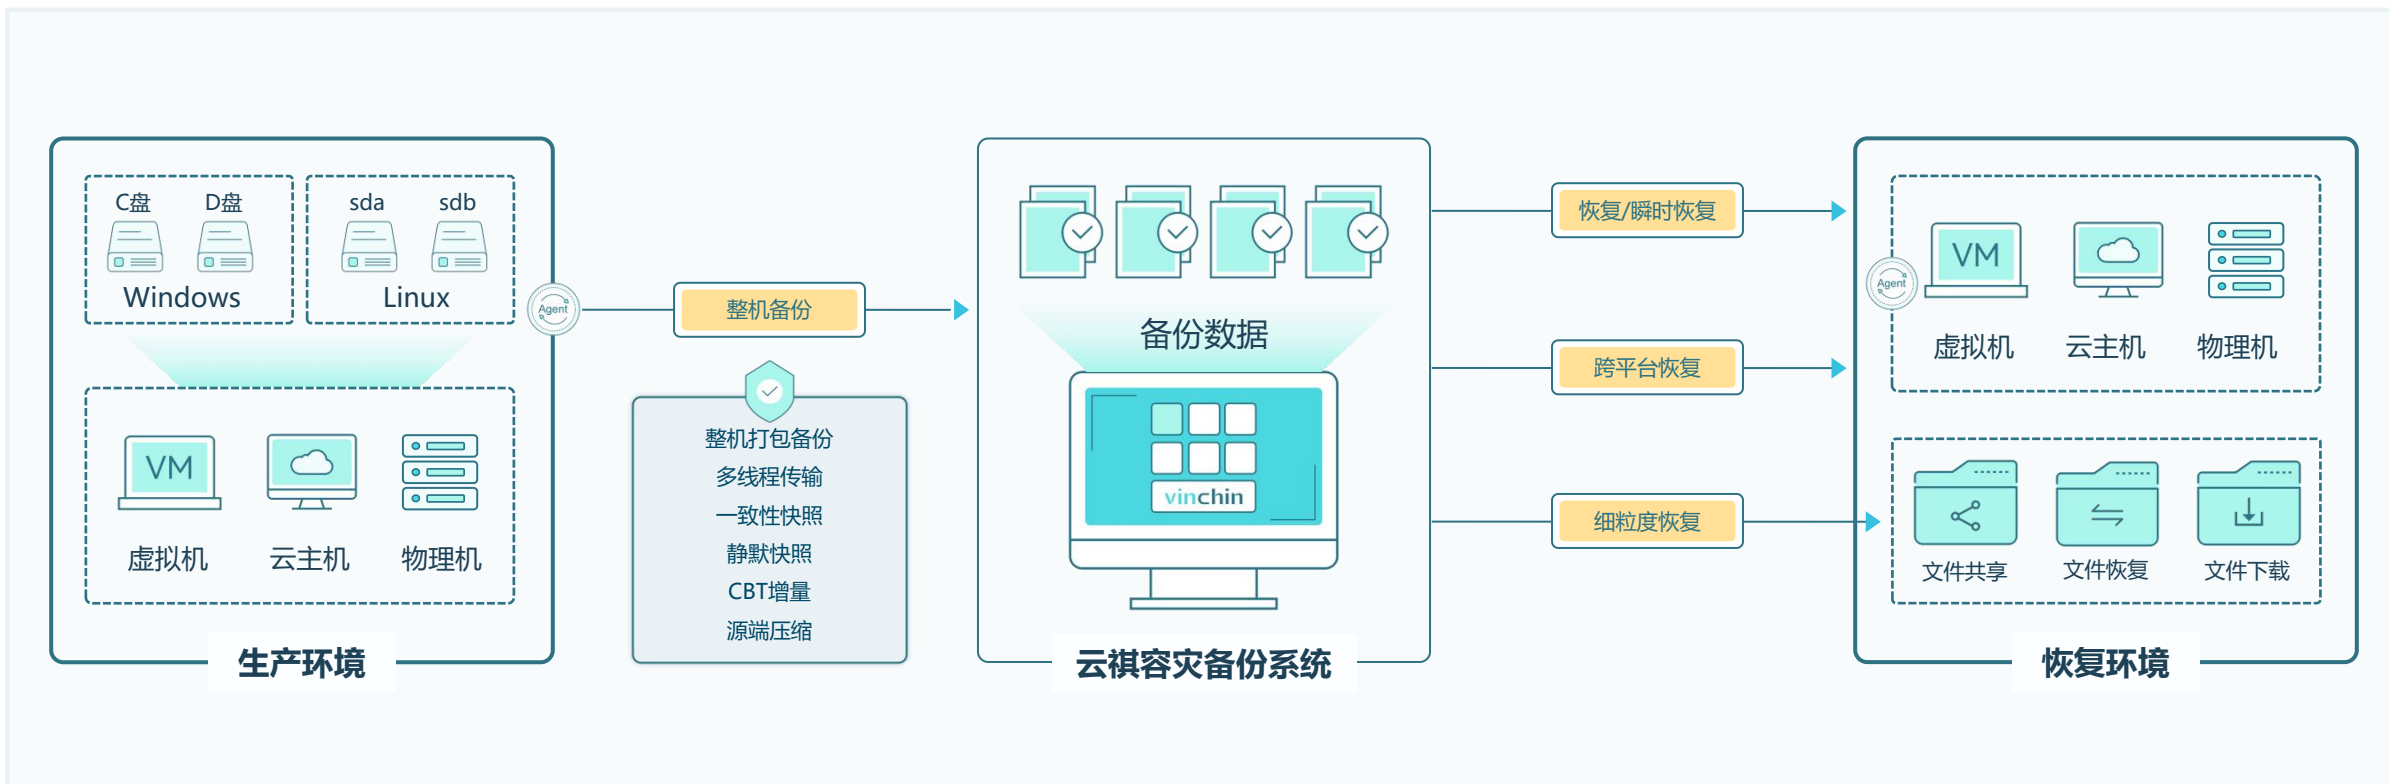 C盘
D盘
Windows
sda
sdb
Linux
VM
虚拟机
云主机
物理机
生产环境
Agent
整机备份
整机打包备份
多线程传输
一致性快照
静默快照
CBT增量
源端压缩
备份数据
vinchin
云祺容灾备份系统
恢复/瞬时恢复
跨平台恢复
细粒度恢复
Agent
VM
虚拟机
云主机
物理机
文件共享
文件恢复
文件下载
恢复环境